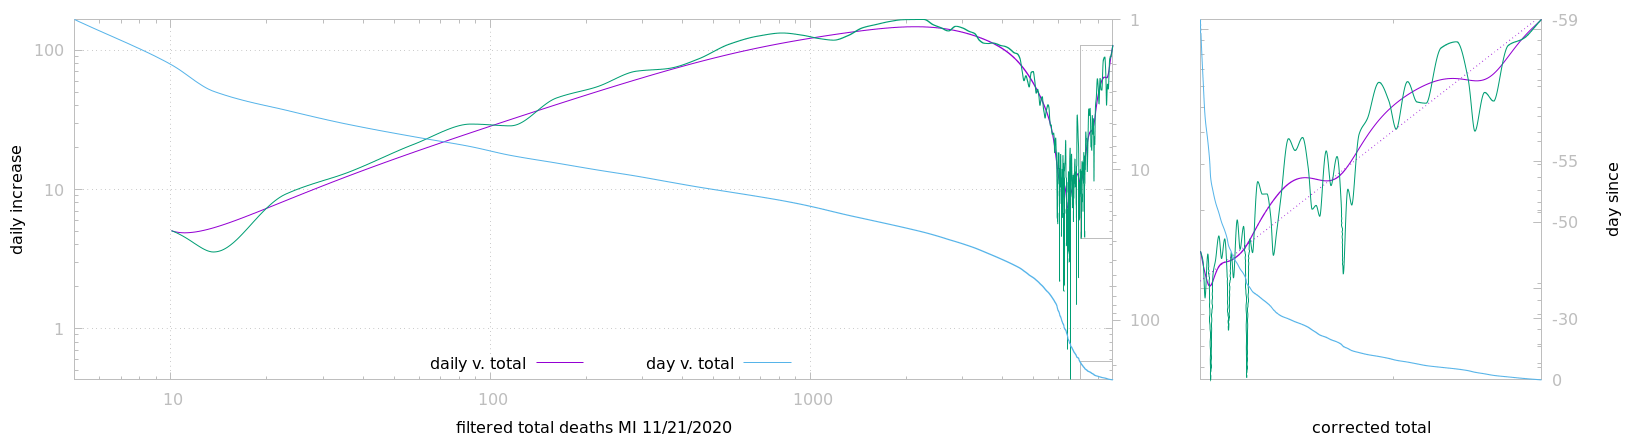 100
10
1
daily increase
daily v. total
day v. total
10
100
1000
filtered total deaths MI 11/21/2020
1
10
100
-59
-55
-50
-30
0
day since
corrected total